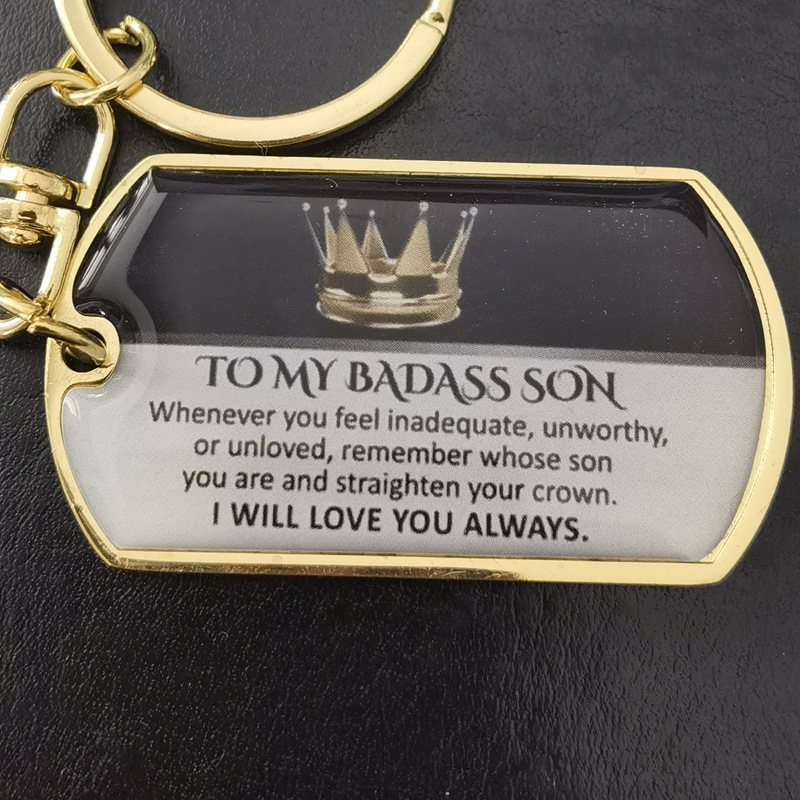 TO MY BADASS SON
Whenever you feel inadequate, unworthy,
or unloved, remember whose son
you are and straighten your crown.
I WILL LOVE YOU ALWAYS.